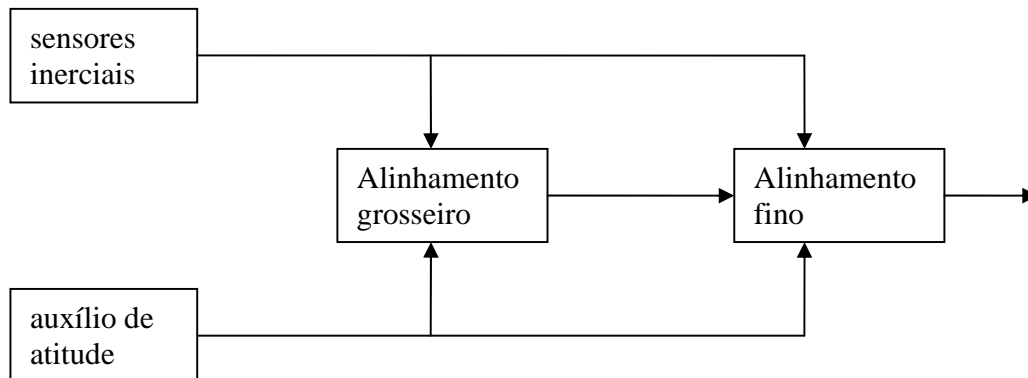 sensores
inerciais
Alinhamento
grosseiro
Alinhamento
fino
auxílio de
atitude